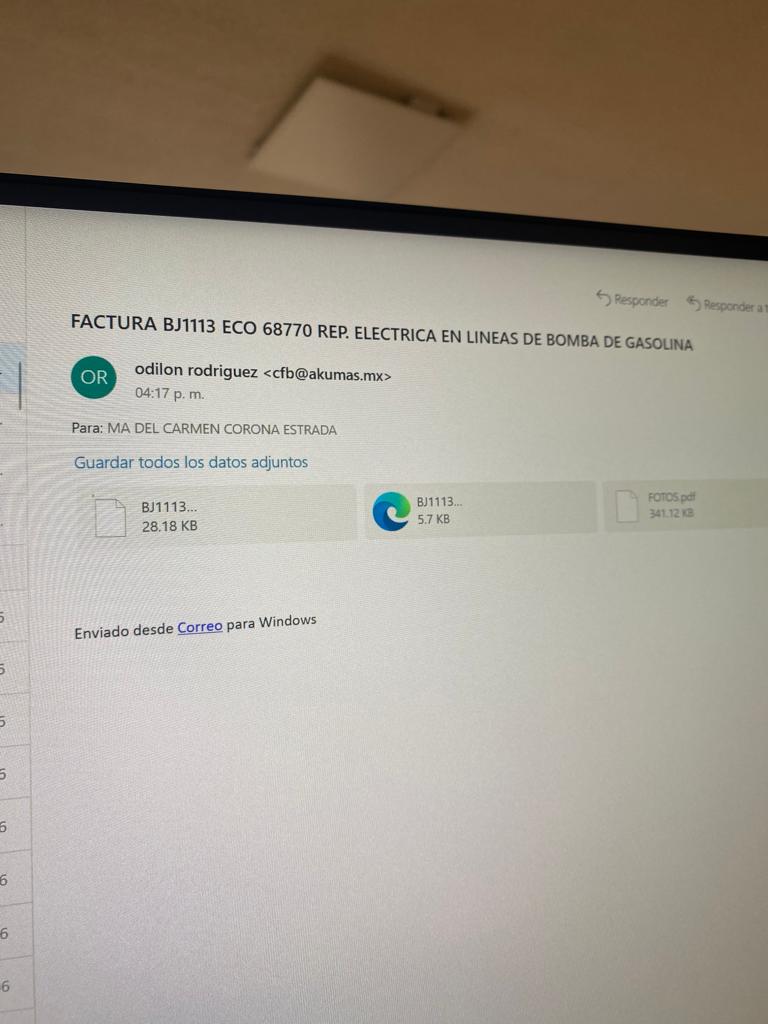 Responder
Responder a
FACTURA BJ1113 ECO 68770 REP. ELECTRICA EN LINEAS DE BOMBA DE GASOLINA
OR
odilon rodriguez <cfb@akumas.mx>
04:17 p. m.
Para: MA DEL CARMEN CORONA ESTRADA
Guardar todos los datos adjuntos
BJ1113...
28.18 KB
BJ1113...
5.7 KB
FOTOS.pdf
341.12 KB
Enviado desde Correo para Windows
5
5
5
5
6
6
6
6